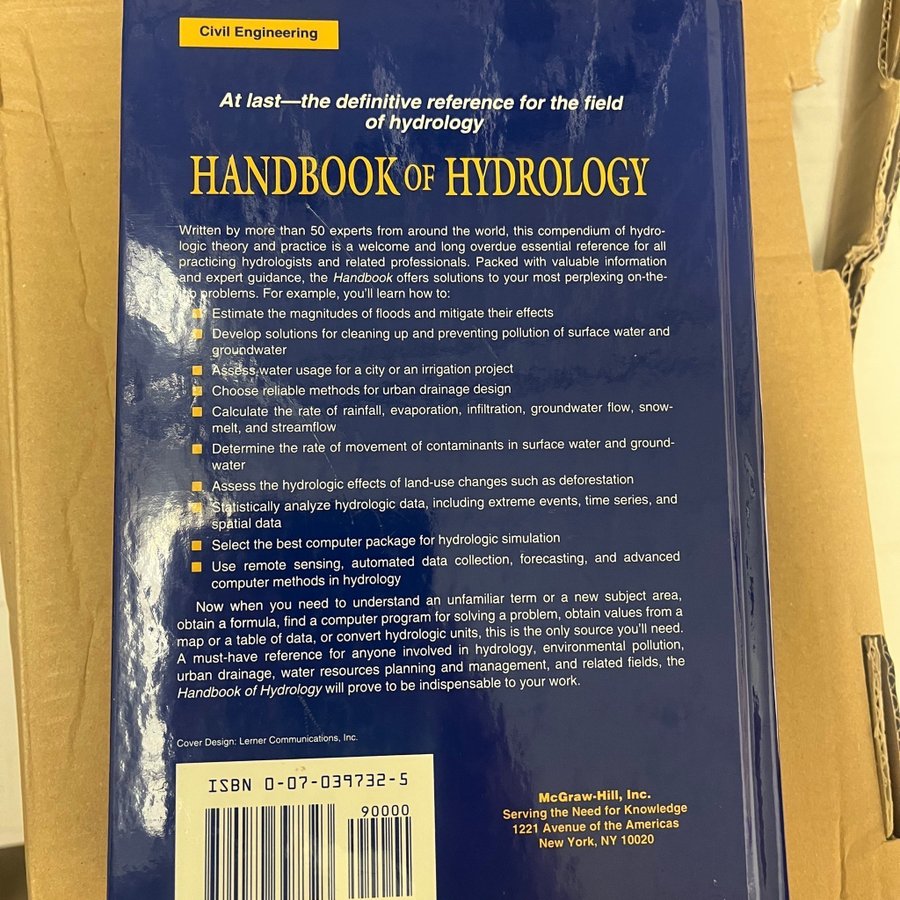 Civil Engineering
At last—the definitive reference for the field
of hydrology
HANDBOOK OF HYDROLOGY
Written by more than 50 experts from around the world, this compendium of hydro-
logic theory and practice is a welcome and long overdue essential reference for all
practicing hydrologists and related professionals. Packed with valuable information
and expert guidance, the Handbook offers solutions to your most perplexing on-the-
problems. For example, you'll learn how to:
■ Estimate the magnitudes of floods and mitigate their effects
■ Develop solutions for cleaning up and preventing pollution of surface water and
groundwater
■ Assess water usage for a city or an irrigation project
■ Choose reliable methods for urban drainage design
■ Calculate the rate of rainfall, evaporation, infiltration, groundwater flow, snow-
melt, and streamflow
■ Determine the rate of movement of contaminants in surface water and ground-
water
■ Assess the hydrologic effects of land-use changes such as deforestation
■ Statistically analyze hydrologic data, including extreme events, time series, and
spatial data
■ Select the best computer package for hydrologic simulation
■ Use remote sensing, automated data collection, forecasting, and advanced
computer methods in hydrology
Now when you need to understand an unfamiliar term or a new subject area,
obtain a formula, find a computer program for solving a problem, obtain values from a
map or a table of data, or convert hydrologic units, this is the only source you'll need.
A must-have reference for anyone involved in hydrology, environmental pollution,
urban drainage, water resources planning and management, and related fields, the
Handbook of Hydrology will prove to be indispensable to your work.
Cover Design: Lerner Communications, Inc.
ISBN 0-07-039732-5
90000
McGraw-Hill, Inc.
Serving the Need for Knowledge
1221 Avenue of the Americas
New York, NY 10020